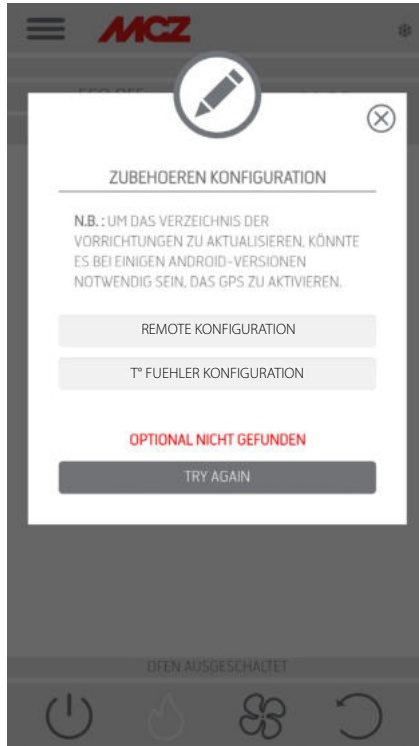 MCZ
ZUBEHOEREN KONFIGURATION
N.B. : UM DAS VERZEICHNIS DER
VORRICHTUNGEN ZU AKTUALISIEREN, KÖNNTE
ES BEI EINIGEN ANDROID-VERSIONEN
NOTWENDIG SEIN, DAS GPS ZU AKTIVIEREN.
REMOTE KONFIGURATION
T° FUEHLER KONFIGURATION
OPTIONAL NICHT GEFUNDEN
TRY AGAIN
OFEN AUSGESCHALTET